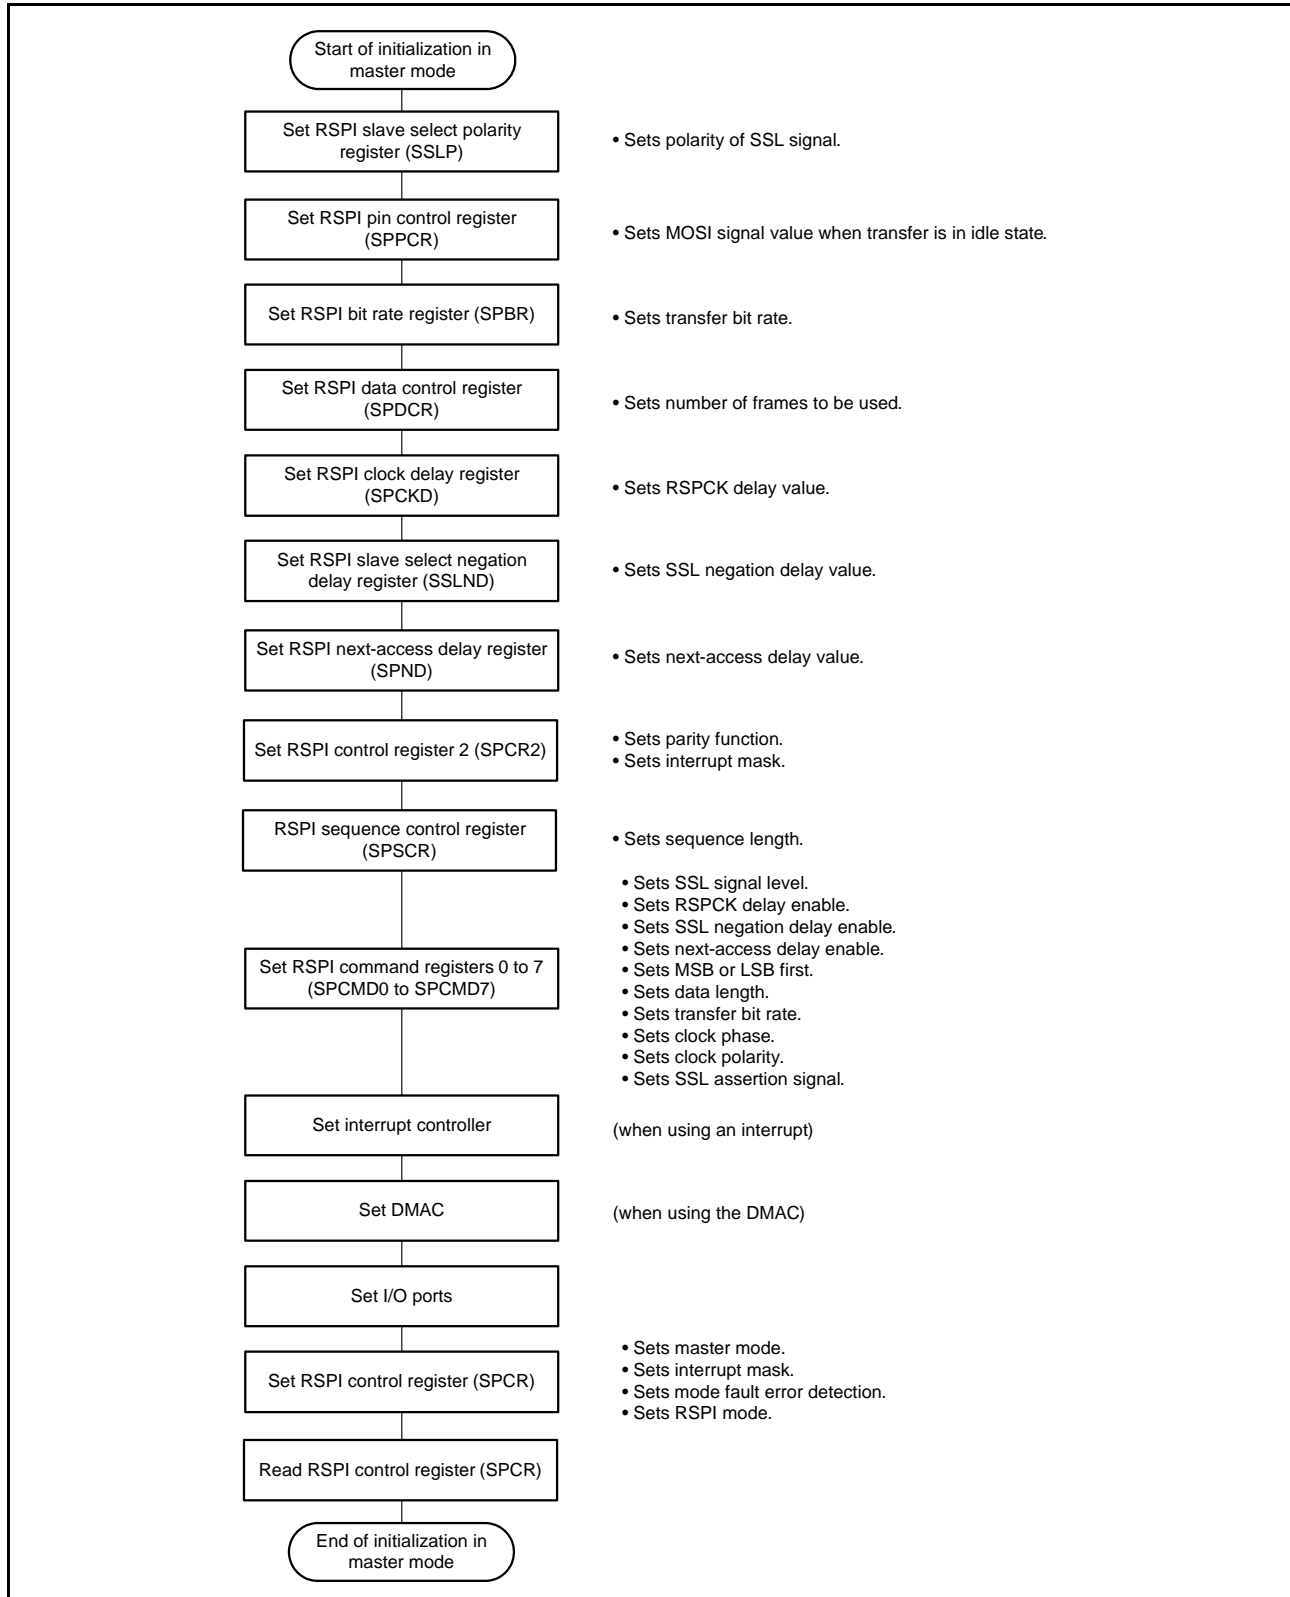 Start of initialization in
master mode
Set RSPI slave select polarity
register (SSLP)
• Sets polarity of SSL signal.
Set RSPI pin control register
(SPPCR)
• Sets MOSI signal value when transfer is in idle state.
Set RSPI bit rate register (SPBR)
• Sets transfer bit rate.
Set RSPI data control register
(SPDCR)
• Sets number of frames to be used.
Set RSPI clock delay register
(SPCKD)
• Sets RSPCK delay value.
Set RSPI slave select negation
delay register (SSLND)
• Sets SSL negation delay value.
Set RSPI next-access delay register
(SPND)
• Sets next-access delay value.
Set RSPI control register 2 (SPCR2)
• Sets parity function.
• Sets interrupt mask.
RSPI sequence control register
(SPSCR)
• Sets sequence length.
Set RSPI command registers 0 to 7
(SPCMD0 to SPCMD7)
• Sets SSL signal level.
• Sets RSPCK delay enable.
• Sets SSL negation delay enable.
• Sets next-access delay enable.
• Sets MSB or LSB first.
• Sets data length.
• Sets transfer bit rate.
• Sets clock phase.
• Sets clock polarity.
• Sets SSL assertion signal.
Set interrupt controller
(when using an interrupt)
Set DMAC
(when using the DMAC)
Set I/O ports
Set RSPI control register (SPCR)
• Sets master mode.
• Sets interrupt mask.
• Sets mode fault error detection.
• Sets RSPI mode.
Read RSPI control register (SPCR)
End of initialization in
master mode